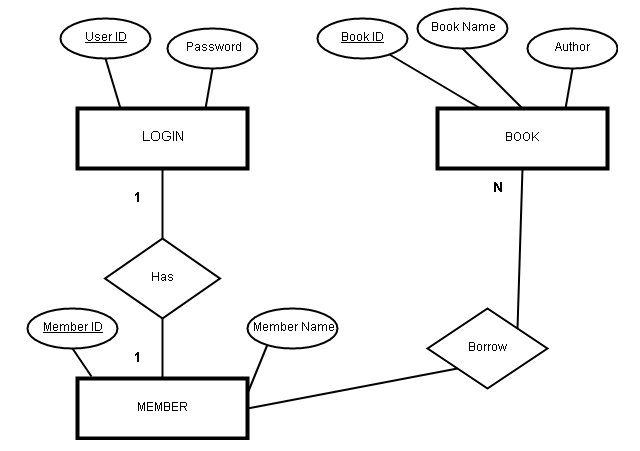 User ID
Password
Book ID
Book Name
Author
LOGIN
BOOK
1
N
Has
Member ID
Member Name
1
Borrow
MEMBER